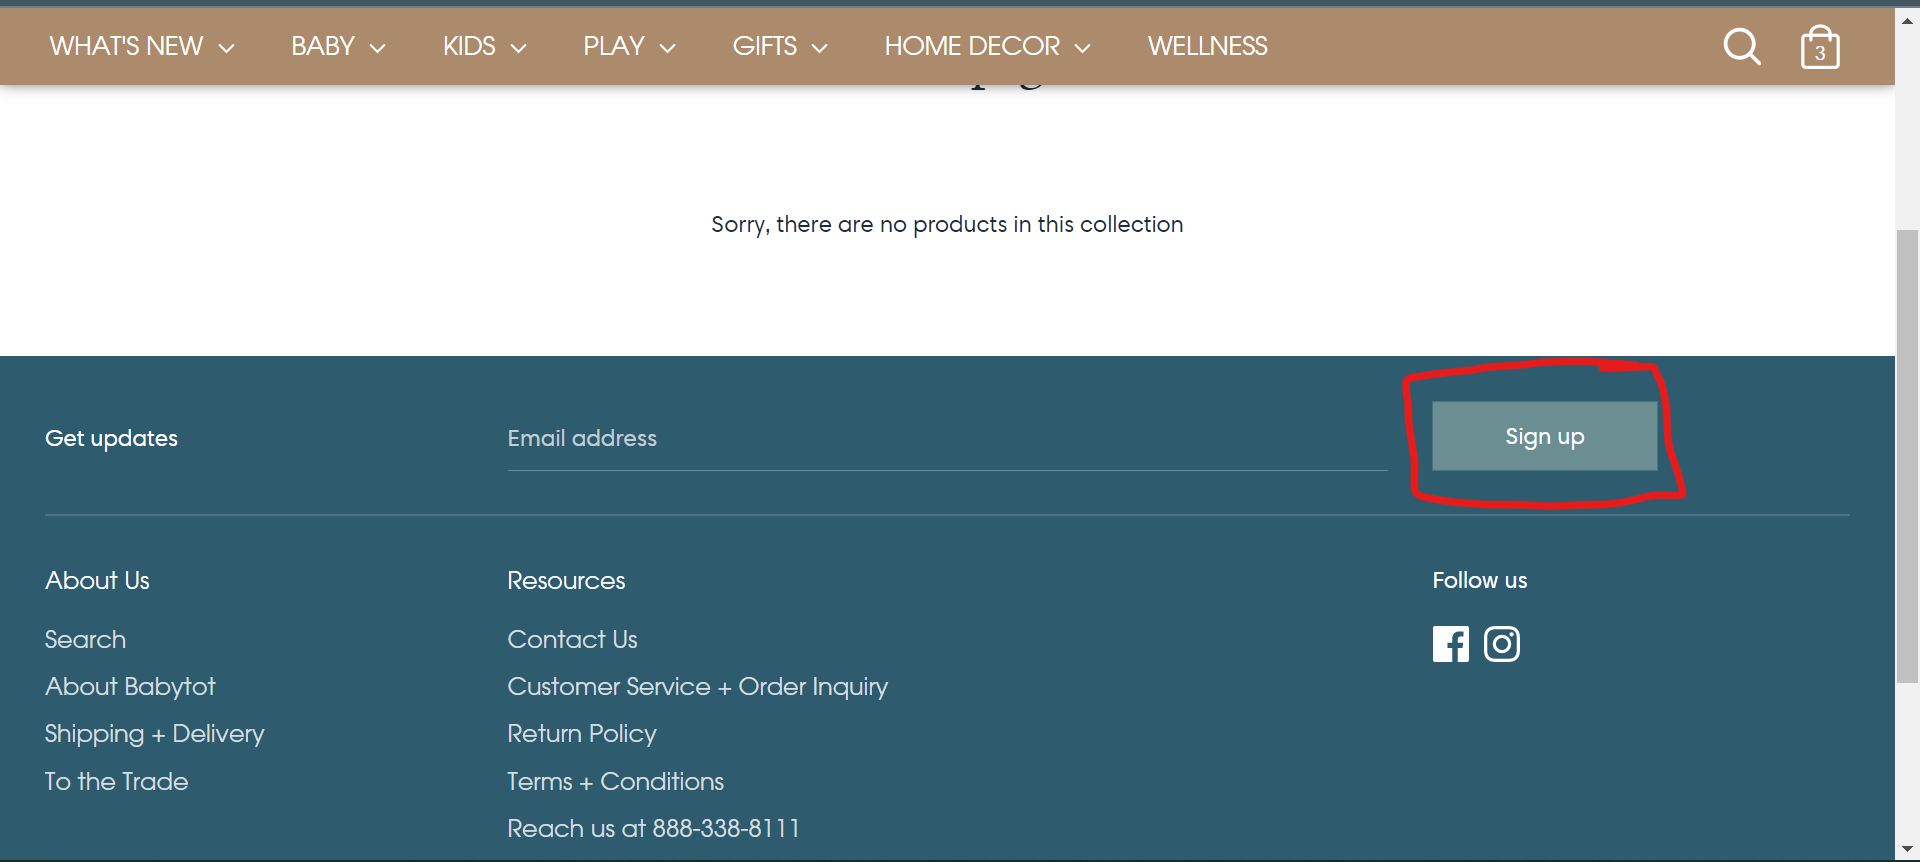 WHAT'S NEW BABY KIDS PLAY GIFTS HOME DECOR WELLNESS 3
Sorry, there are no products in this collection
Get updates Email address Sign up
About Us
Search
About Babytot
Shipping + Delivery
To the Trade
Resources
Contact Us
Customer Service + Order Inquiry
Return Policy
Terms + Conditions
Reach us at 888-338-8111
Follow us